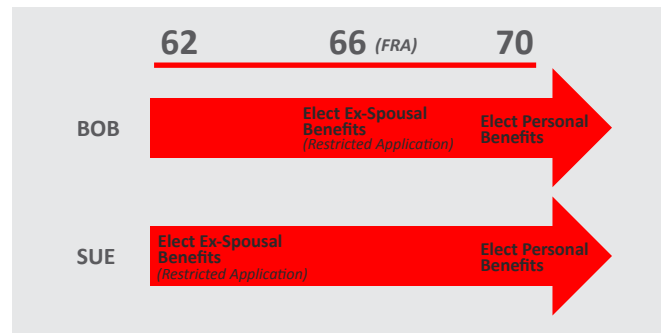 62 66 (FRA) 70
BOB
Elect Ex-Spousal
Benefits
(Restricted Application)
Elect Personal
Benefits
SUE
Elect Ex-Spousal
Benefits
(Restricted Application)
Elect Personal
Benefits